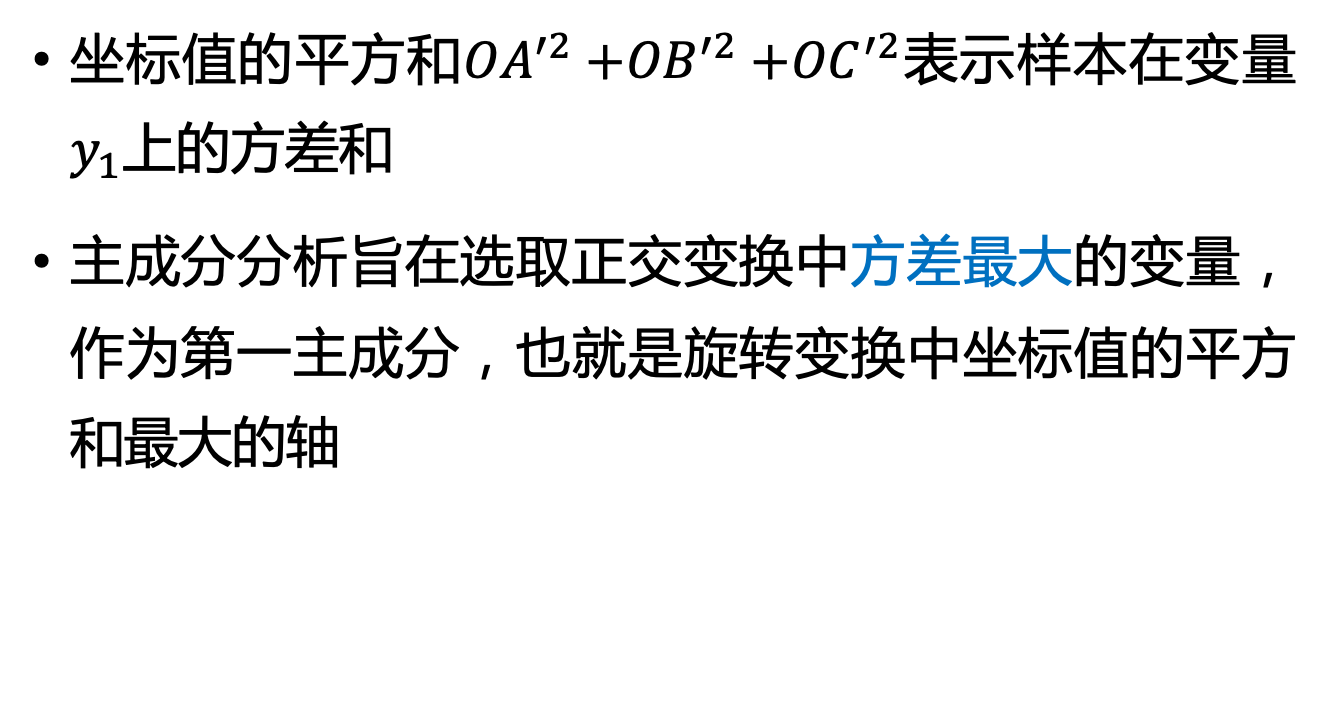 • 坐标值的平方和𝑂𝐴′² +𝑂𝐵′² +𝑂𝐶′²表示样本在变量
𝑦₁上的方差和
• 主成分分析旨在选取正交变换中方差最大的变量，
作为第一主成分，也就是旋转变换中坐标值的平方
和最大的轴